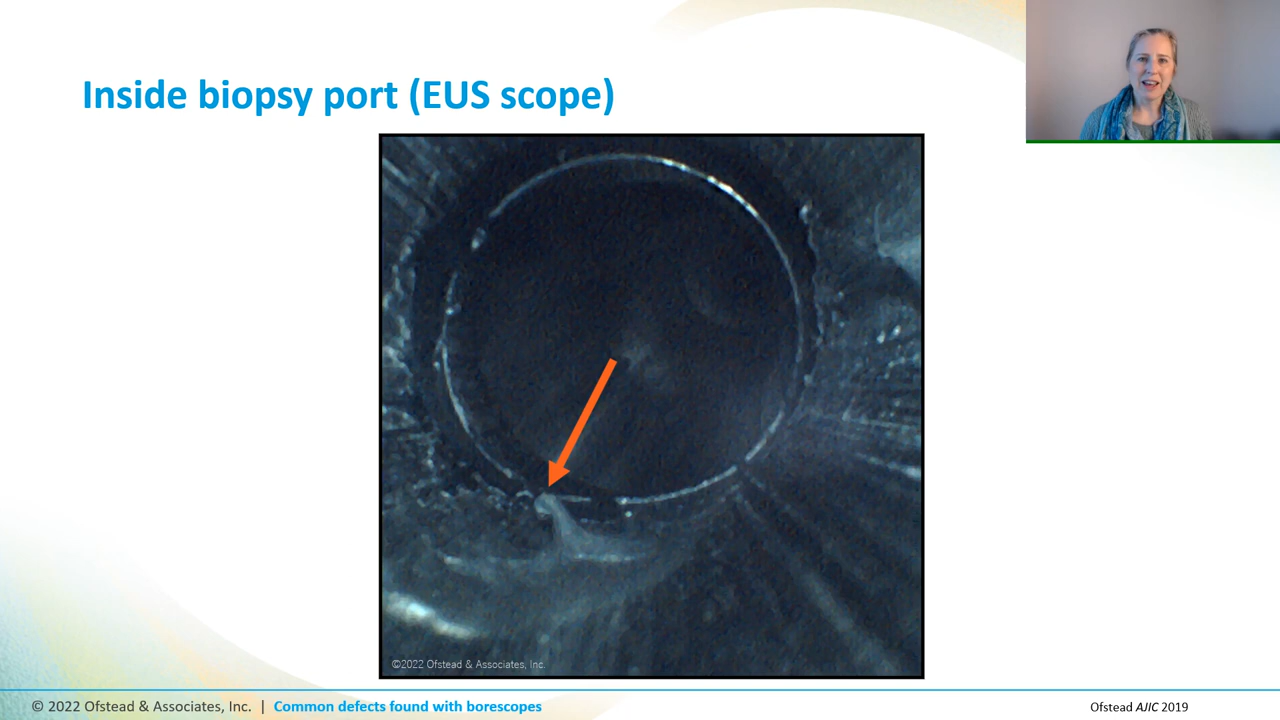 Inside biopsy port (EUS scope)
©2022 Ofstead & Associates, Inc.
© 2022 Ofstead & Associates, Inc. | Common defects found with borescopes
Ofstead AJIC 2019